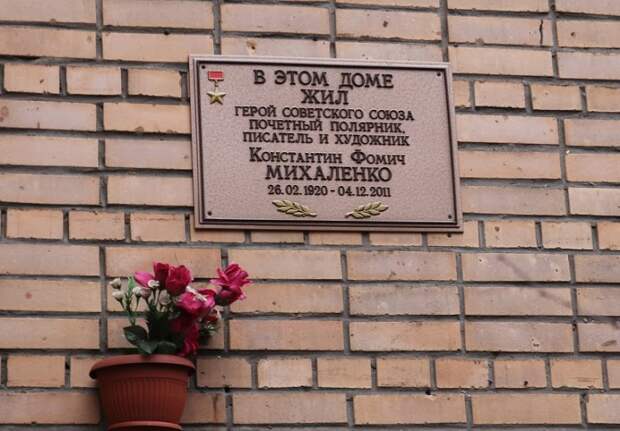 В ЭТОМ ДОМЕ
ЖИЛ
ГЕРОЙ СОВЕТСКОГО СОЮЗА
ПОЧЕТНЫЙ ПОЛЯРНИК,
ПИСАТЕЛЬ И ХУДОЖНИК
Константин Фомич
МИХАЛЕНКО
26.02.1920 - 04.12.2011